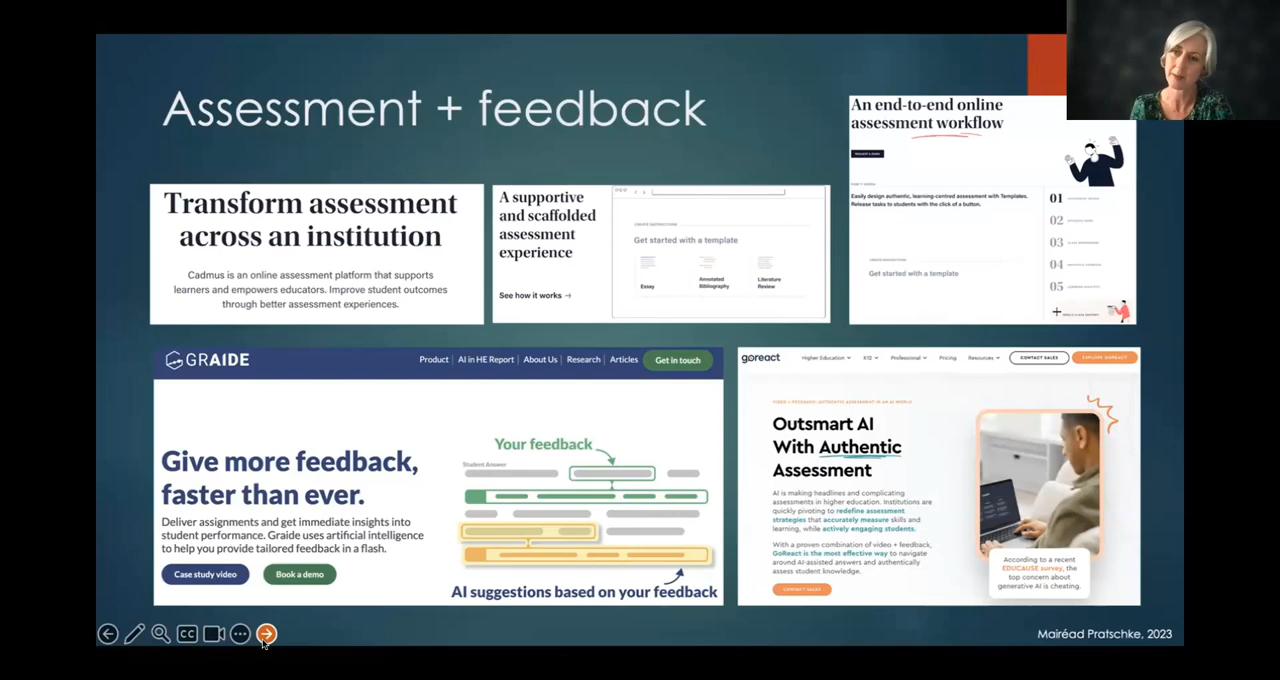 Assessment + feedback
Transform assessment
across an institution
Cadmus is an online assessment platform that supports
learners and empowers educators. Improve student outcomes
through better assessment experiences.
A supportive
and scaffolded
assessment
experience
See how it works →
Get started with a template
Essay
Annotated
Bibliography
Literature
Review
An end-to-end online
assessment workflow
Easily design authentic, learning-centred assessment with Templates.
Release tasks to students with the click of a button.
Get started with a template
01
02
03
04
05
GRAIDE
Product | AI in HE Report | About Us | Research | Articles
Get in touch
Give more feedback,
faster than ever.
Deliver assignments and get immediate insights into
student performance. Graide uses artificial intelligence
to help you provide tailored feedback in a flash.
Case study video
Book a demo
Your feedback
Student Answer
AI suggestions based on your feedback
goreact
Higher Education
K12
Professional
Pricing
Resources
CONTACT SALES
EXPLORE GOREACT
VIDEO + FEEDBACK: AUTHENTIC ASSESSMENT IN AN AI WORLD
Outsmart AI
With Authentic
Assessment
AI is making headlines and complicating
assessments in higher education. Institutions are
quickly pivoting to redefine assessment
strategies that accurately measure skills and
learning, while actively engaging students.
With a proven combination of video + feedback,
GoReact is the most effective way to navigate
around AI-assisted answers and authentically
assess student knowledge.
CONTACT SALES
According to a recent
EDUCAUSE survey, the
top concern about
generative AI is cheating.
CC
Mairéad Pratschke, 2023